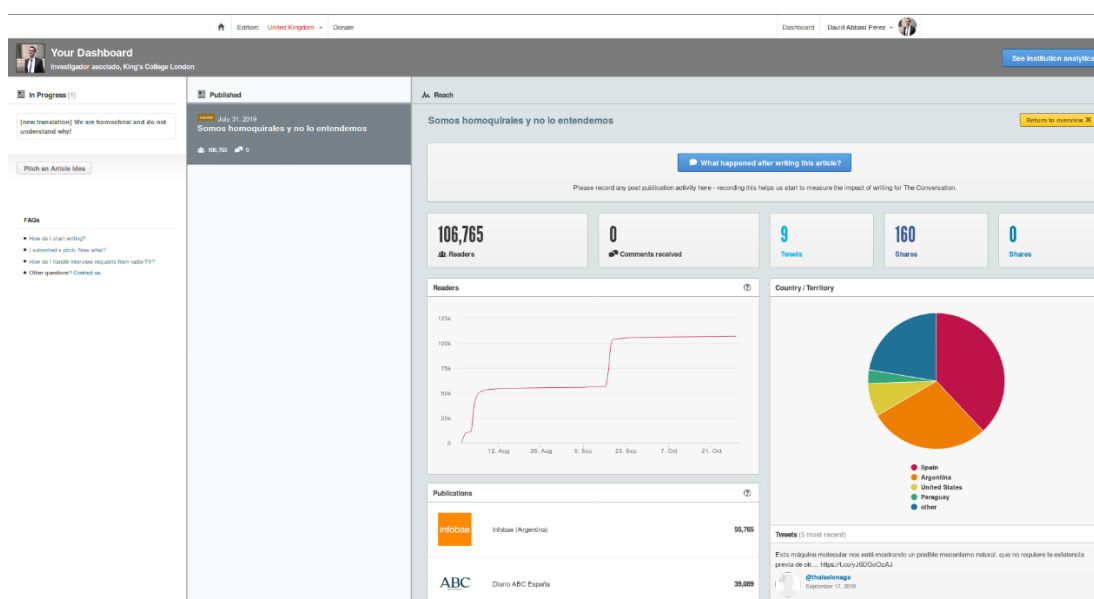 Edition: United Kingdom Donate
Dashboard David Abbasi Pérez
Your Dashboard
Investigador asociado, King's College London
See institution analytics
In Progress (1)
[new translation] We are homochiral and do not
understand why!
Pitch an Article Idea
FAQs
How do I start writing?
I submitted a pitch. Now what?
How do I handle interview requests from radio/TV?
Other questions? Contact us.
Published
July 31, 2019
Somos homoquirales y no lo entendemos
106,765 0
Reach
Somos homoquirales y no lo entendemos
Return to overview X
What happened after writing this article?
Please record any post publication activity here - recording this helps us start to measure the impact of writing for The Conversation.
106,765
Readers
0
Comments received
9
Tweets
160
Shares
0
Shares
Readers
125k
100k
75k
50k
25k
0
12. Aug 26. Aug 9. Sep 23. Sep 7. Oct 21. Oct
Publications
infobae Infobae (Argentina) 55,765
ABC Diario ABC España 39,089
Country / Territory
Spain
Argentina
United States
Paraguay
other
Tweets (5 most recent)
Esta máquina molecular nos está mostrando un posible mecanismo natural, que no requiere la existencia
previa de otr…
@thaiselenaga
September 17, 2019